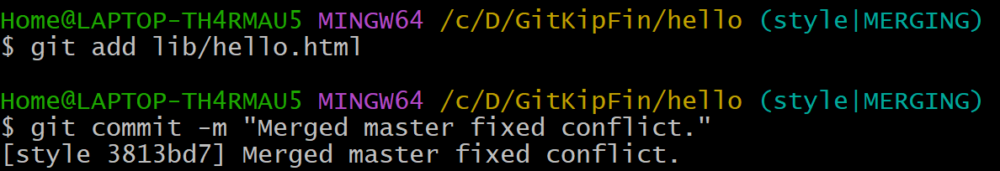 Home@LAPTOP-TH4RMAU5 MINGW64 /c/D/GitKipFin/hello (style|MERGING)
$ git add lib/hello.html
Home@LAPTOP-TH4RMAU5 MINGW64 /c/D/GitKipFin/hello (style|MERGING)
$ git commit -m "Merged master fixed conflict."
[style 3813bd7] Merged master fixed conflict.